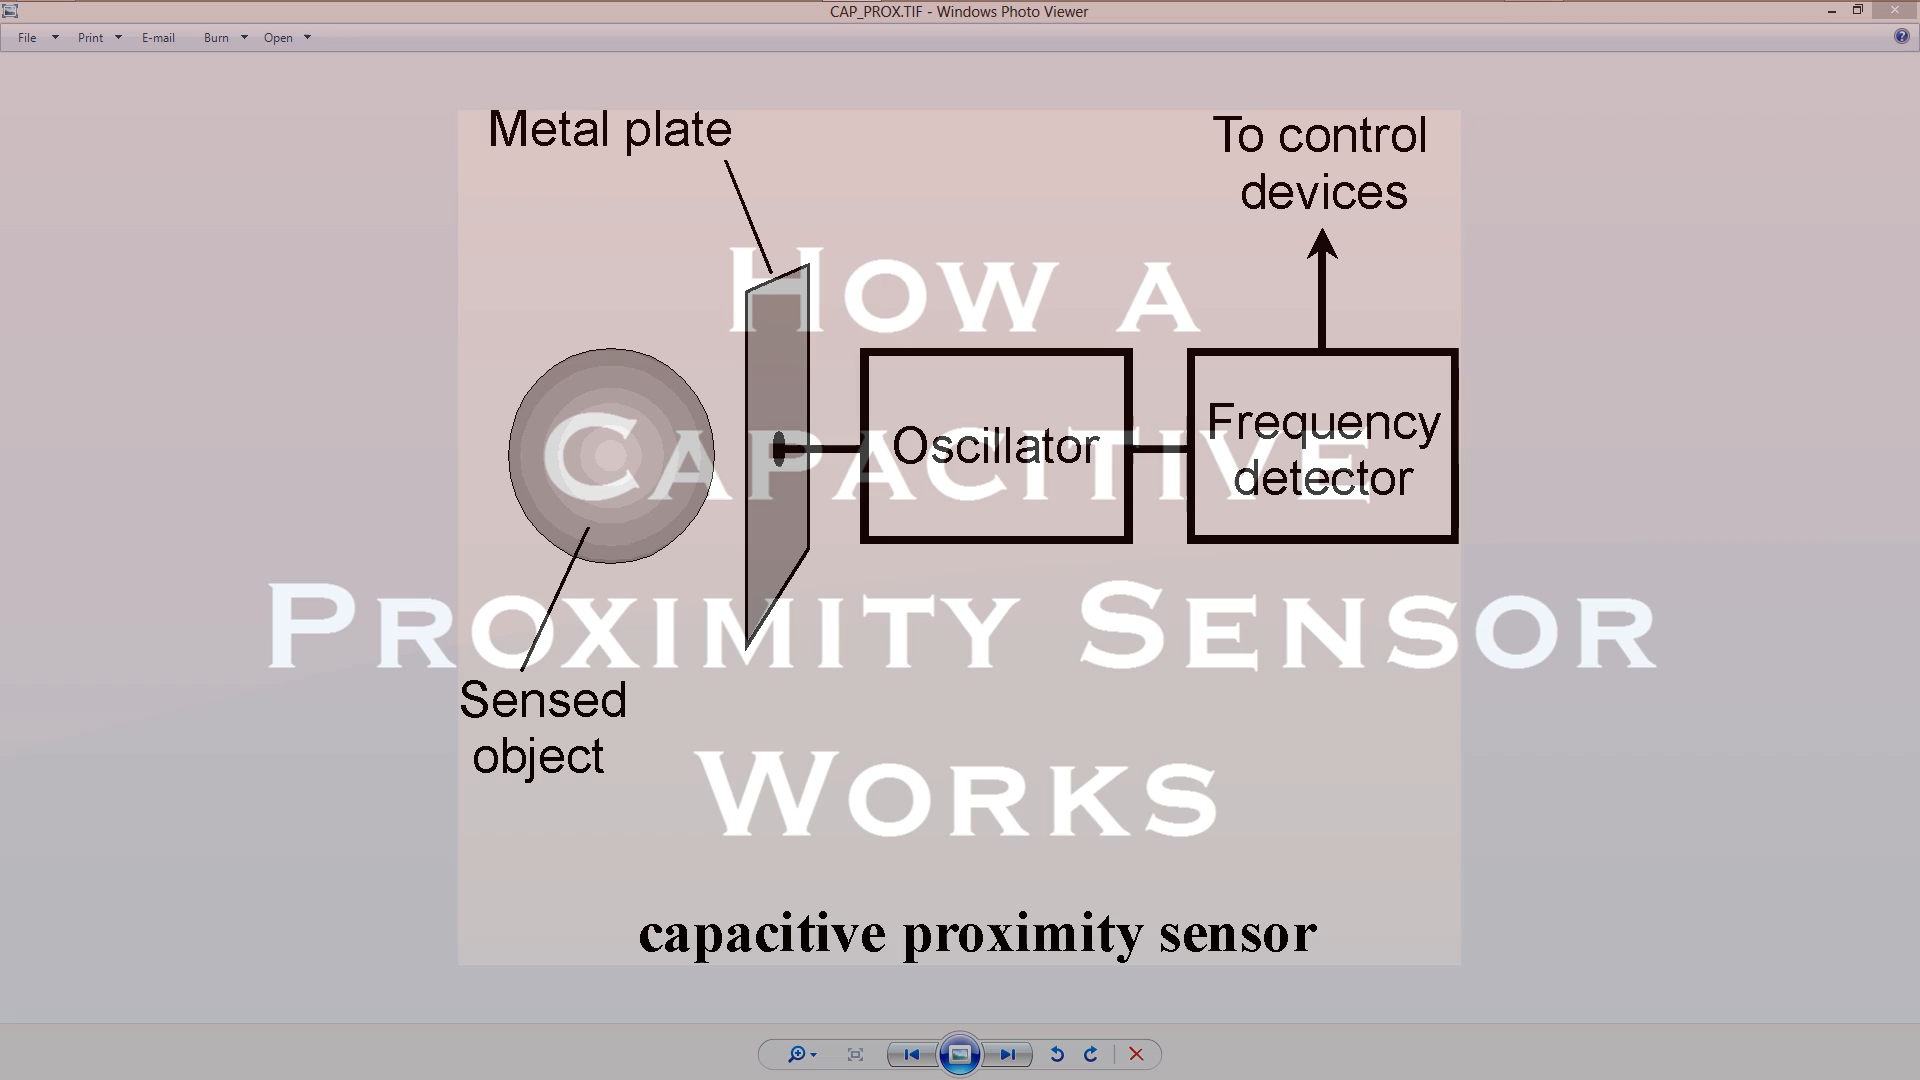 CAP_PROX.TIF - Windows Photo Viewer
File Print E-mail Burn Open
Metal plate
To control
devices
How a
Capacitive
Oscillator
Frequency
detector
Proximity Sensor
Sensed
object
Works
capacitive proximity sensor